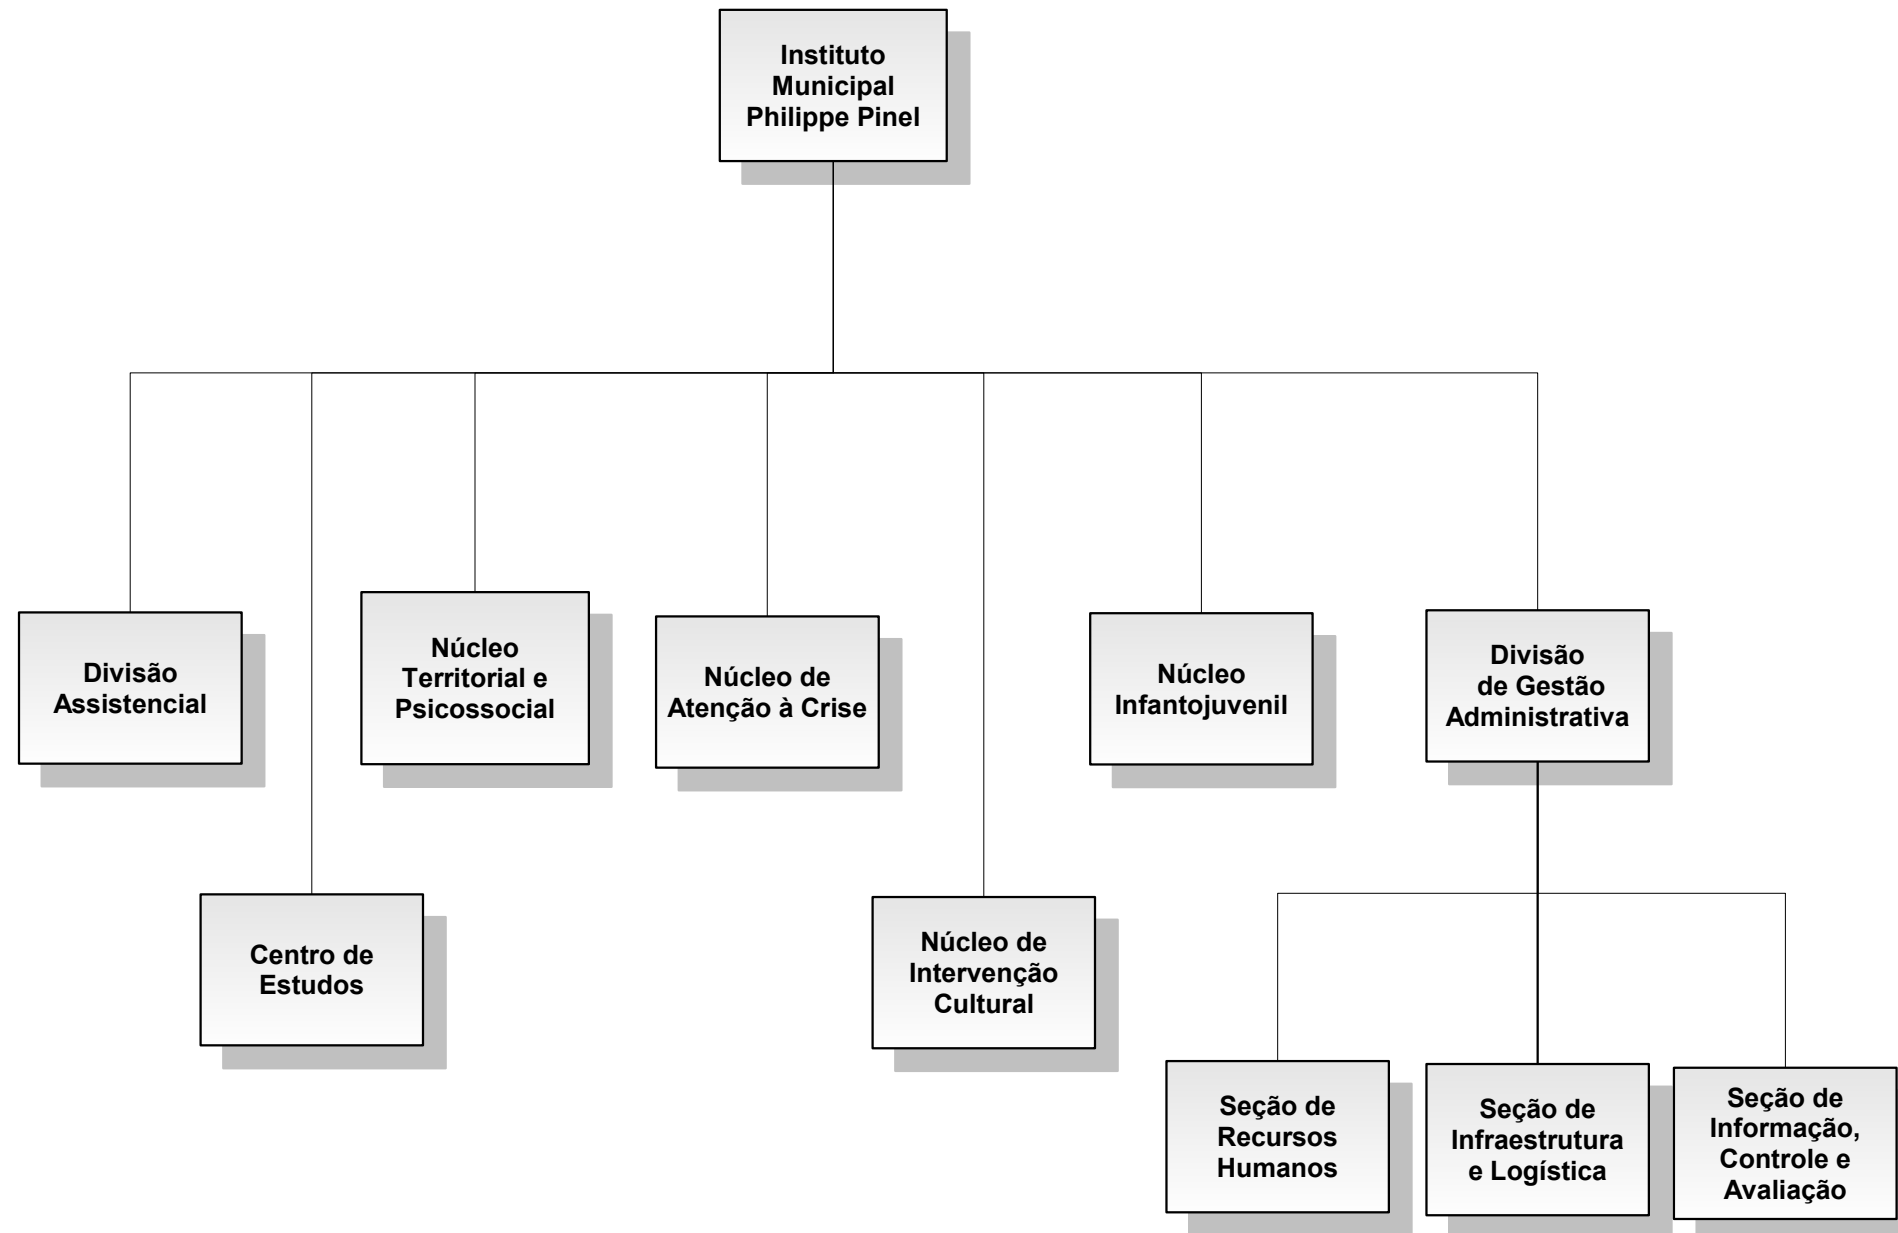 Instituto
Municipal
Philippe Pinel
Divisão
Assistencial
Núcleo
Territorial e
Psicossocial
Núcleo de
Atenção à Crise
Núcleo
Infantojuvenil
Divisão
de Gestão
Administrativa
Centro de
Estudos
Núcleo de
Intervenção
Cultural
Seção de
Recursos
Humanos
Seção de
Infraestrutura
e Logística
Seção de
Informação,
Controle e
Avaliação